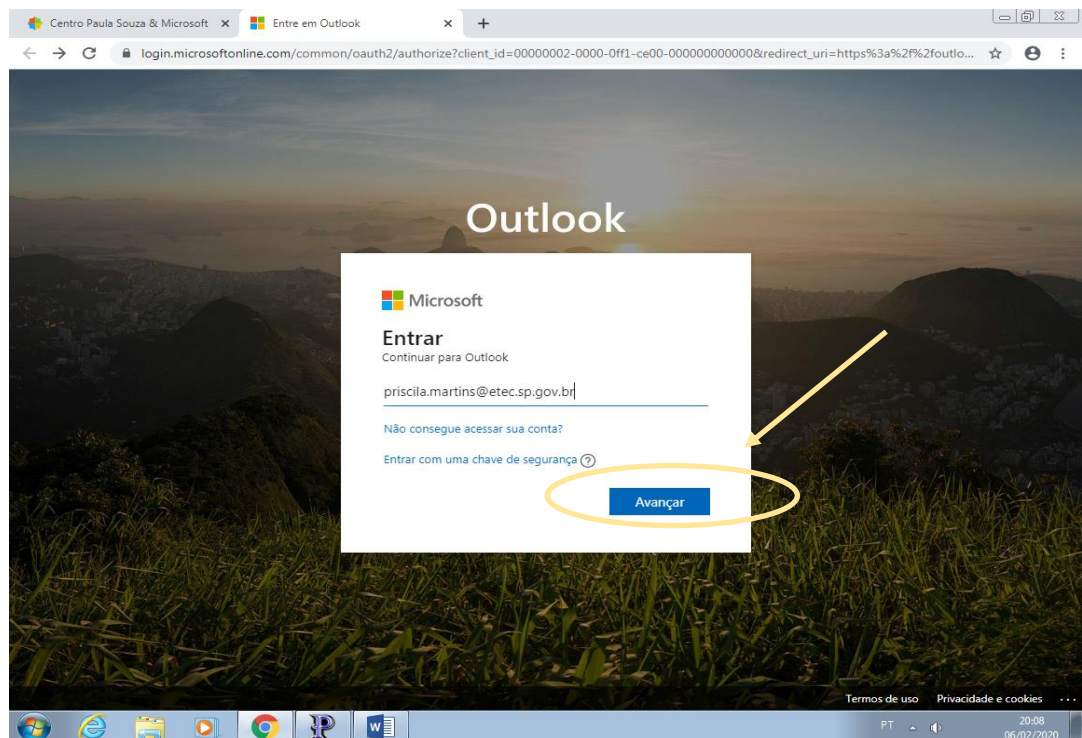 Centro Paula Souza & Microsoft
Entre em Outlook
login.microsoftonline.com/common/oauth2/authorize?client_id=00000002-0000-0ff1-ce00-000000000000&redirect_uri=https%3a%2f%2foutlo...
Outlook
Microsoft
Entrar
Continuar para Outlook
priscila.martins@etec.sp.gov.br
Não consegue acessar sua conta?
Entrar com uma chave de segurança
Avançar
Termos de uso Privacidade e cookies ...
PT 20:08
06/02/2020